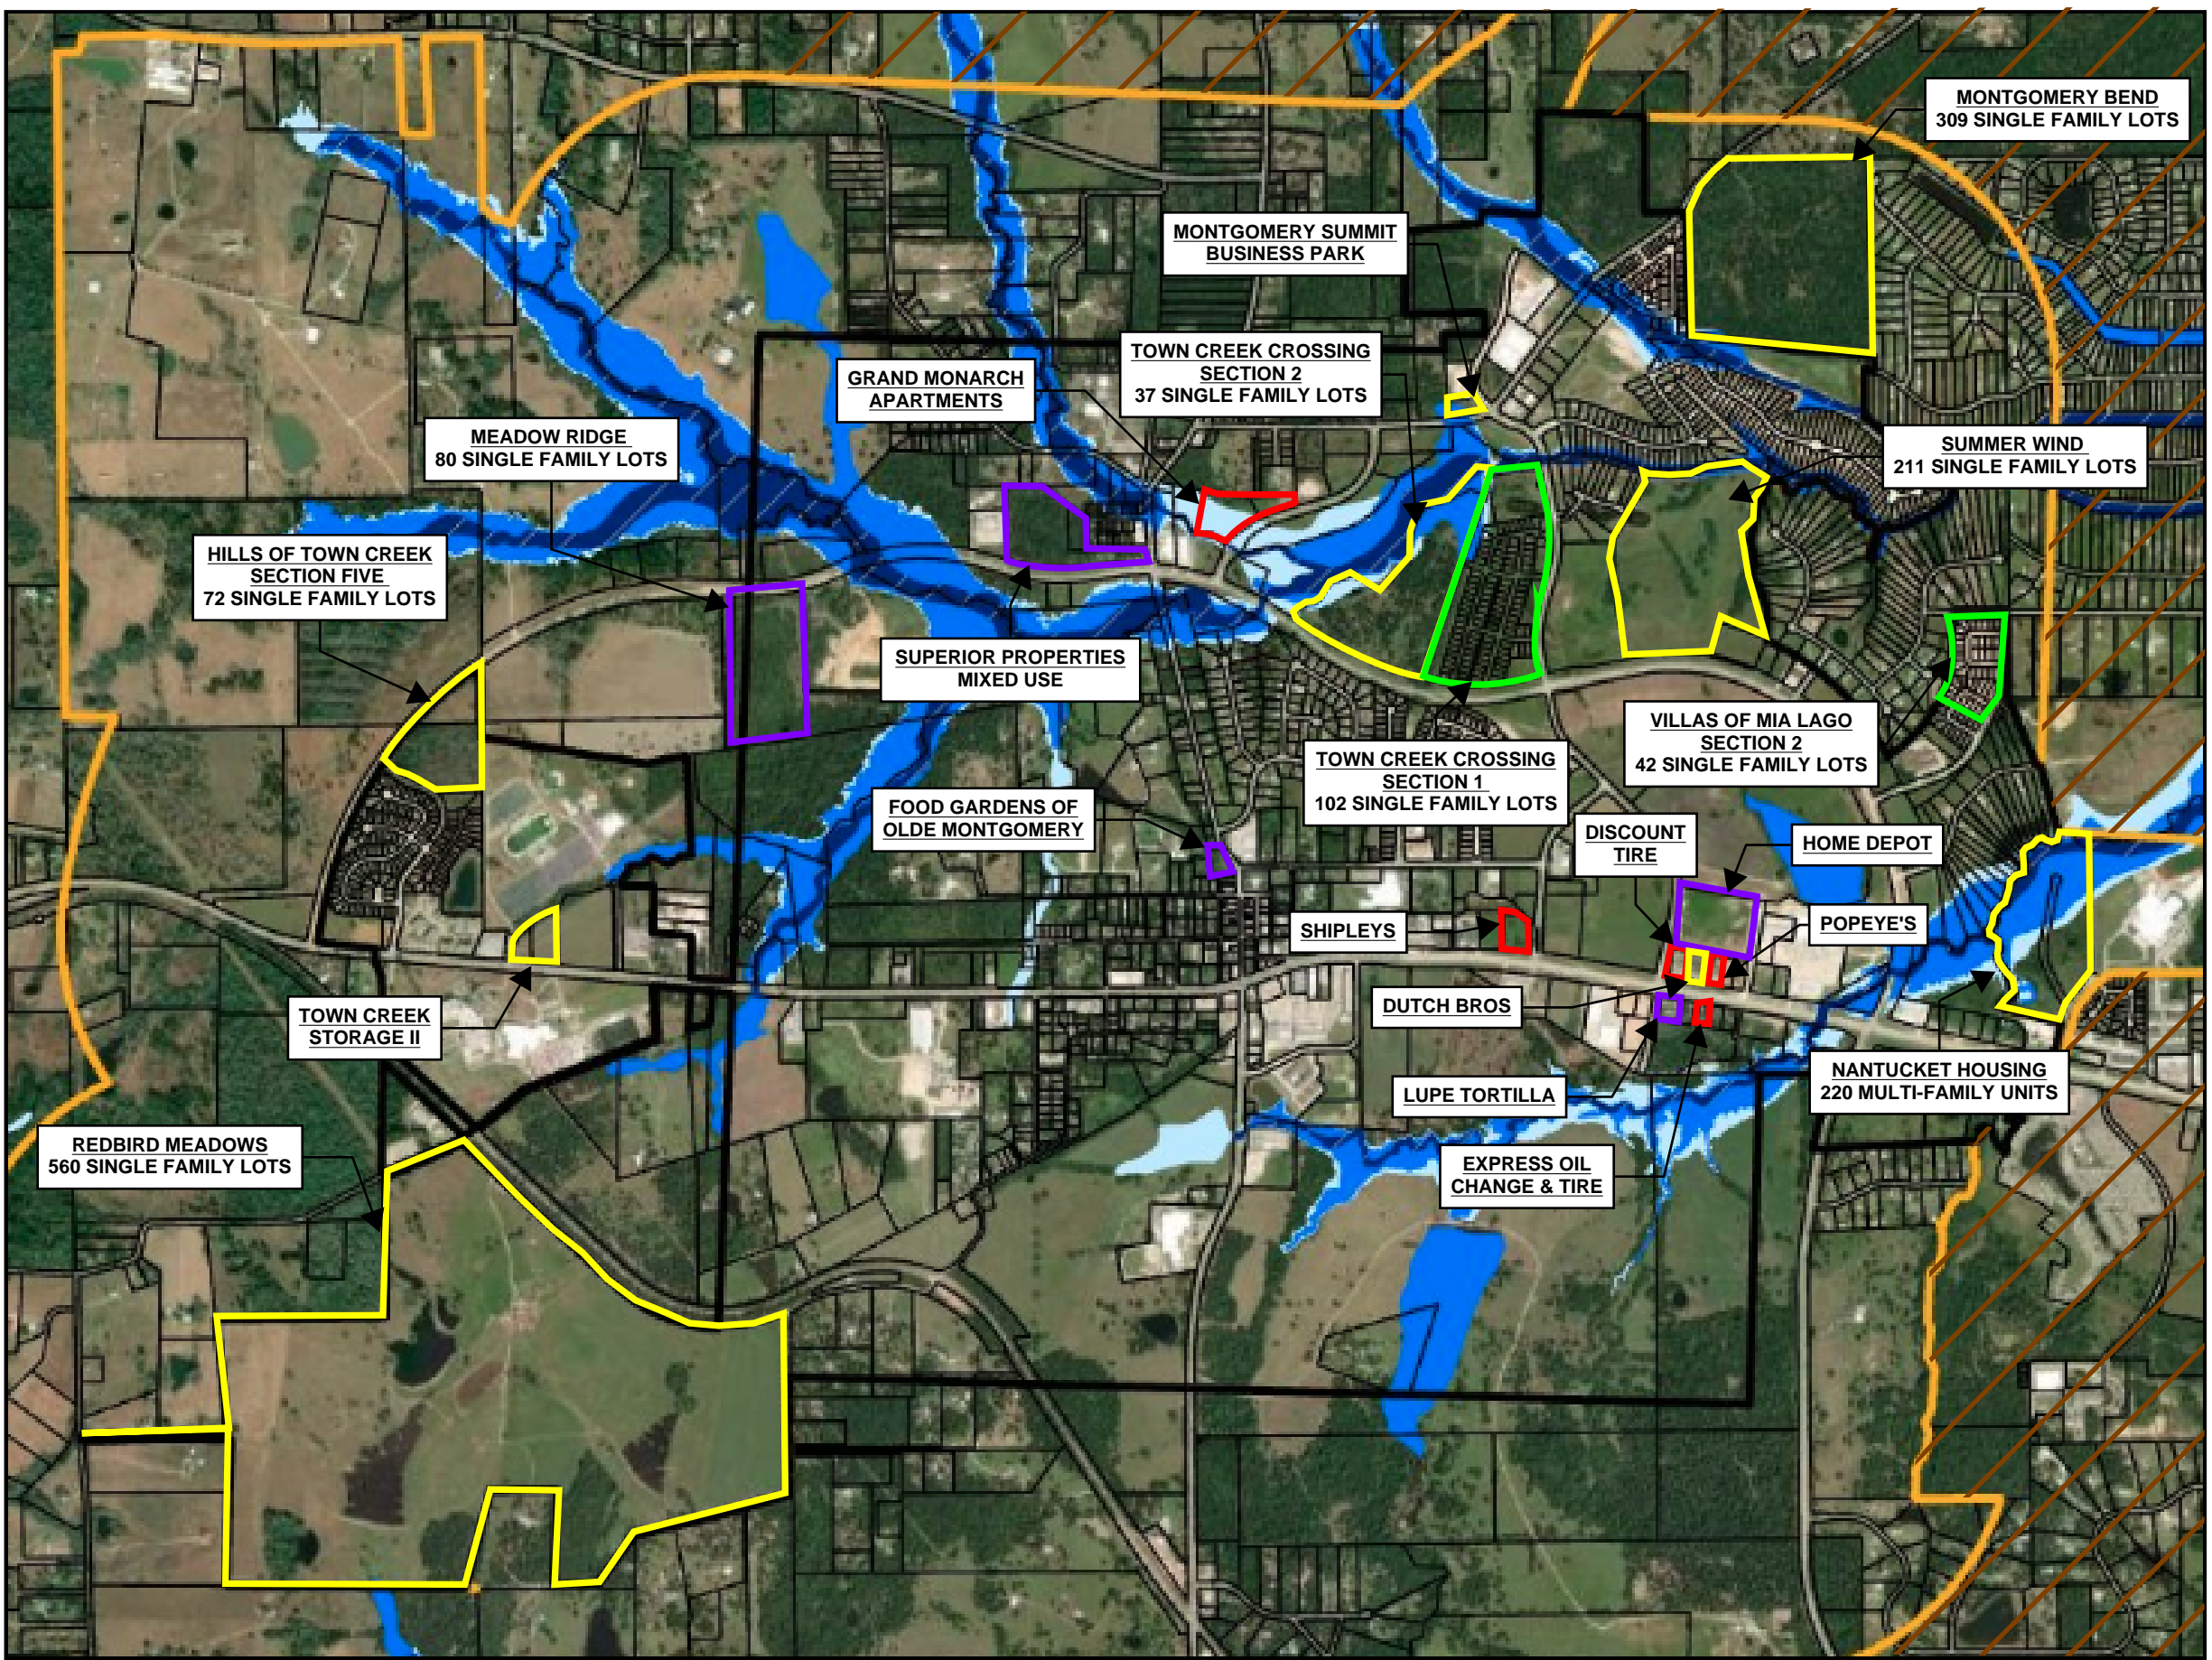 MONTGOMERY BEND
309 SINGLE FAMILY LOTS
MONTGOMERY SUMMIT
BUSINESS PARK
TOWN CREEK CROSSING
SECTION 2
37 SINGLE FAMILY LOTS
GRAND MONARCH
APARTMENTS
MEADOW RIDGE
80 SINGLE FAMILY LOTS
SUMMER WIND
211 SINGLE FAMILY LOTS
HILLS OF TOWN CREEK
SECTION FIVE
72 SINGLE FAMILY LOTS
SUPERIOR PROPERTIES
MIXED USE
VILLAS OF MIA LAGO
SECTION 2
42 SINGLE FAMILY LOTS
TOWN CREEK CROSSING
SECTION 1
102 SINGLE FAMILY LOTS
FOOD GARDENS OF
OLDE MONTGOMERY
DISCOUNT
TIRE
HOME DEPOT
SHIPLEYS
POPEYE'S
DUTCH BROS
TOWN CREEK
STORAGE II
NANTUCKET HOUSING
220 MULTI-FAMILY UNITS
LUPE TORTILLA
REDBIRD MEADOWS
560 SINGLE FAMILY LOTS
EXPRESS OIL
CHANGE & TIRE